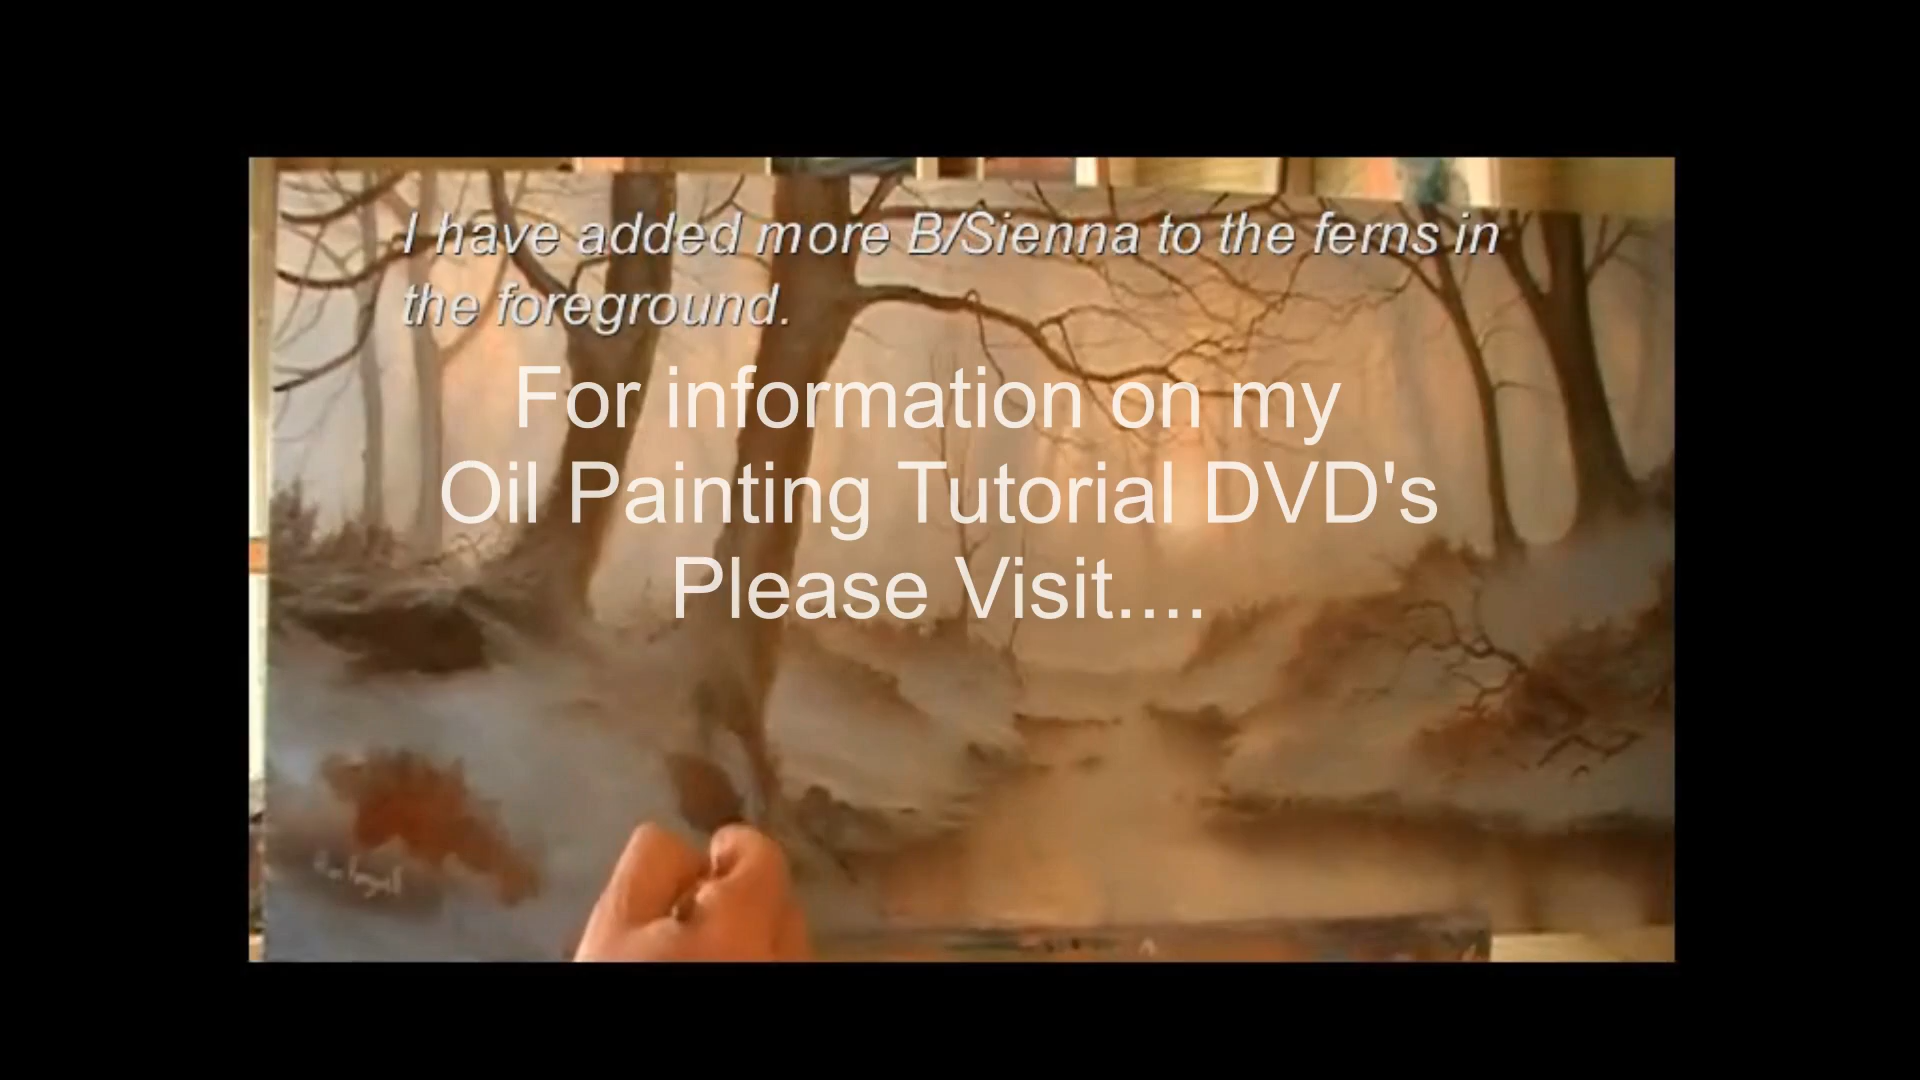 I have added more B/Sienna to the ferns in
the foreground.
For information on my
Oil Painting Tutorial DVD's
Please Visit....